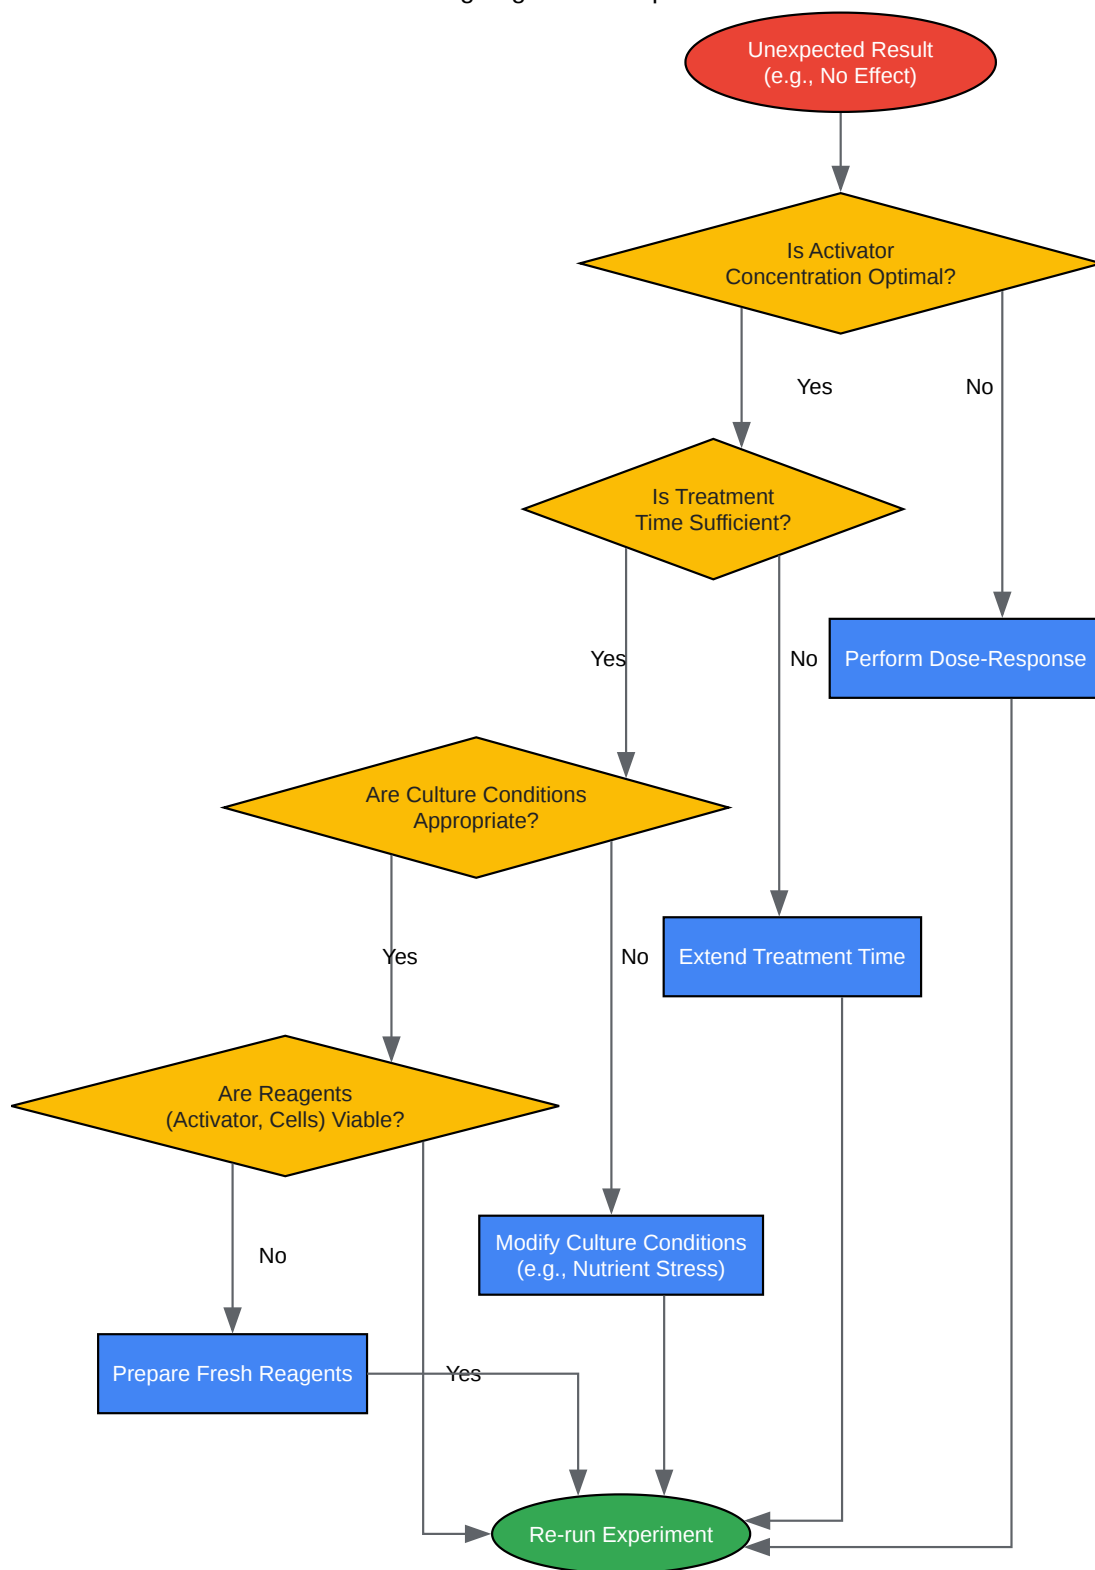 Unexpected Result
(e.g., No Effect)
Is Activator
Concentration Optimal?
Yes
No
Is Treatment
Time Sufficient?
Yes
No
Perform Dose-Response
Are Culture Conditions
Appropriate?
Yes
No
Extend Treatment Time
Are Reagents
(Activator, Cells) Viable?
No
Modify Culture Conditions
(e.g., Nutrient Stress)
Prepare Fresh Reagents
Yes
Re-run Experiment